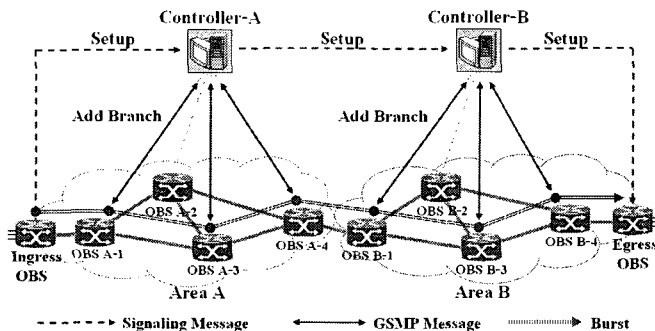 Controller-A
Controller-B
Setup
Setup
Setup
Add Branch
Add Branch
OBS A-2
OBS B-2
Ingress
OBS
OBS A-1
OBS A-3
OBS A-4
OBS B-1
OBS B-3
OBS B-4
Egress
OBS
Area A
Area B
Signaling Message
GSMP Message
Burst